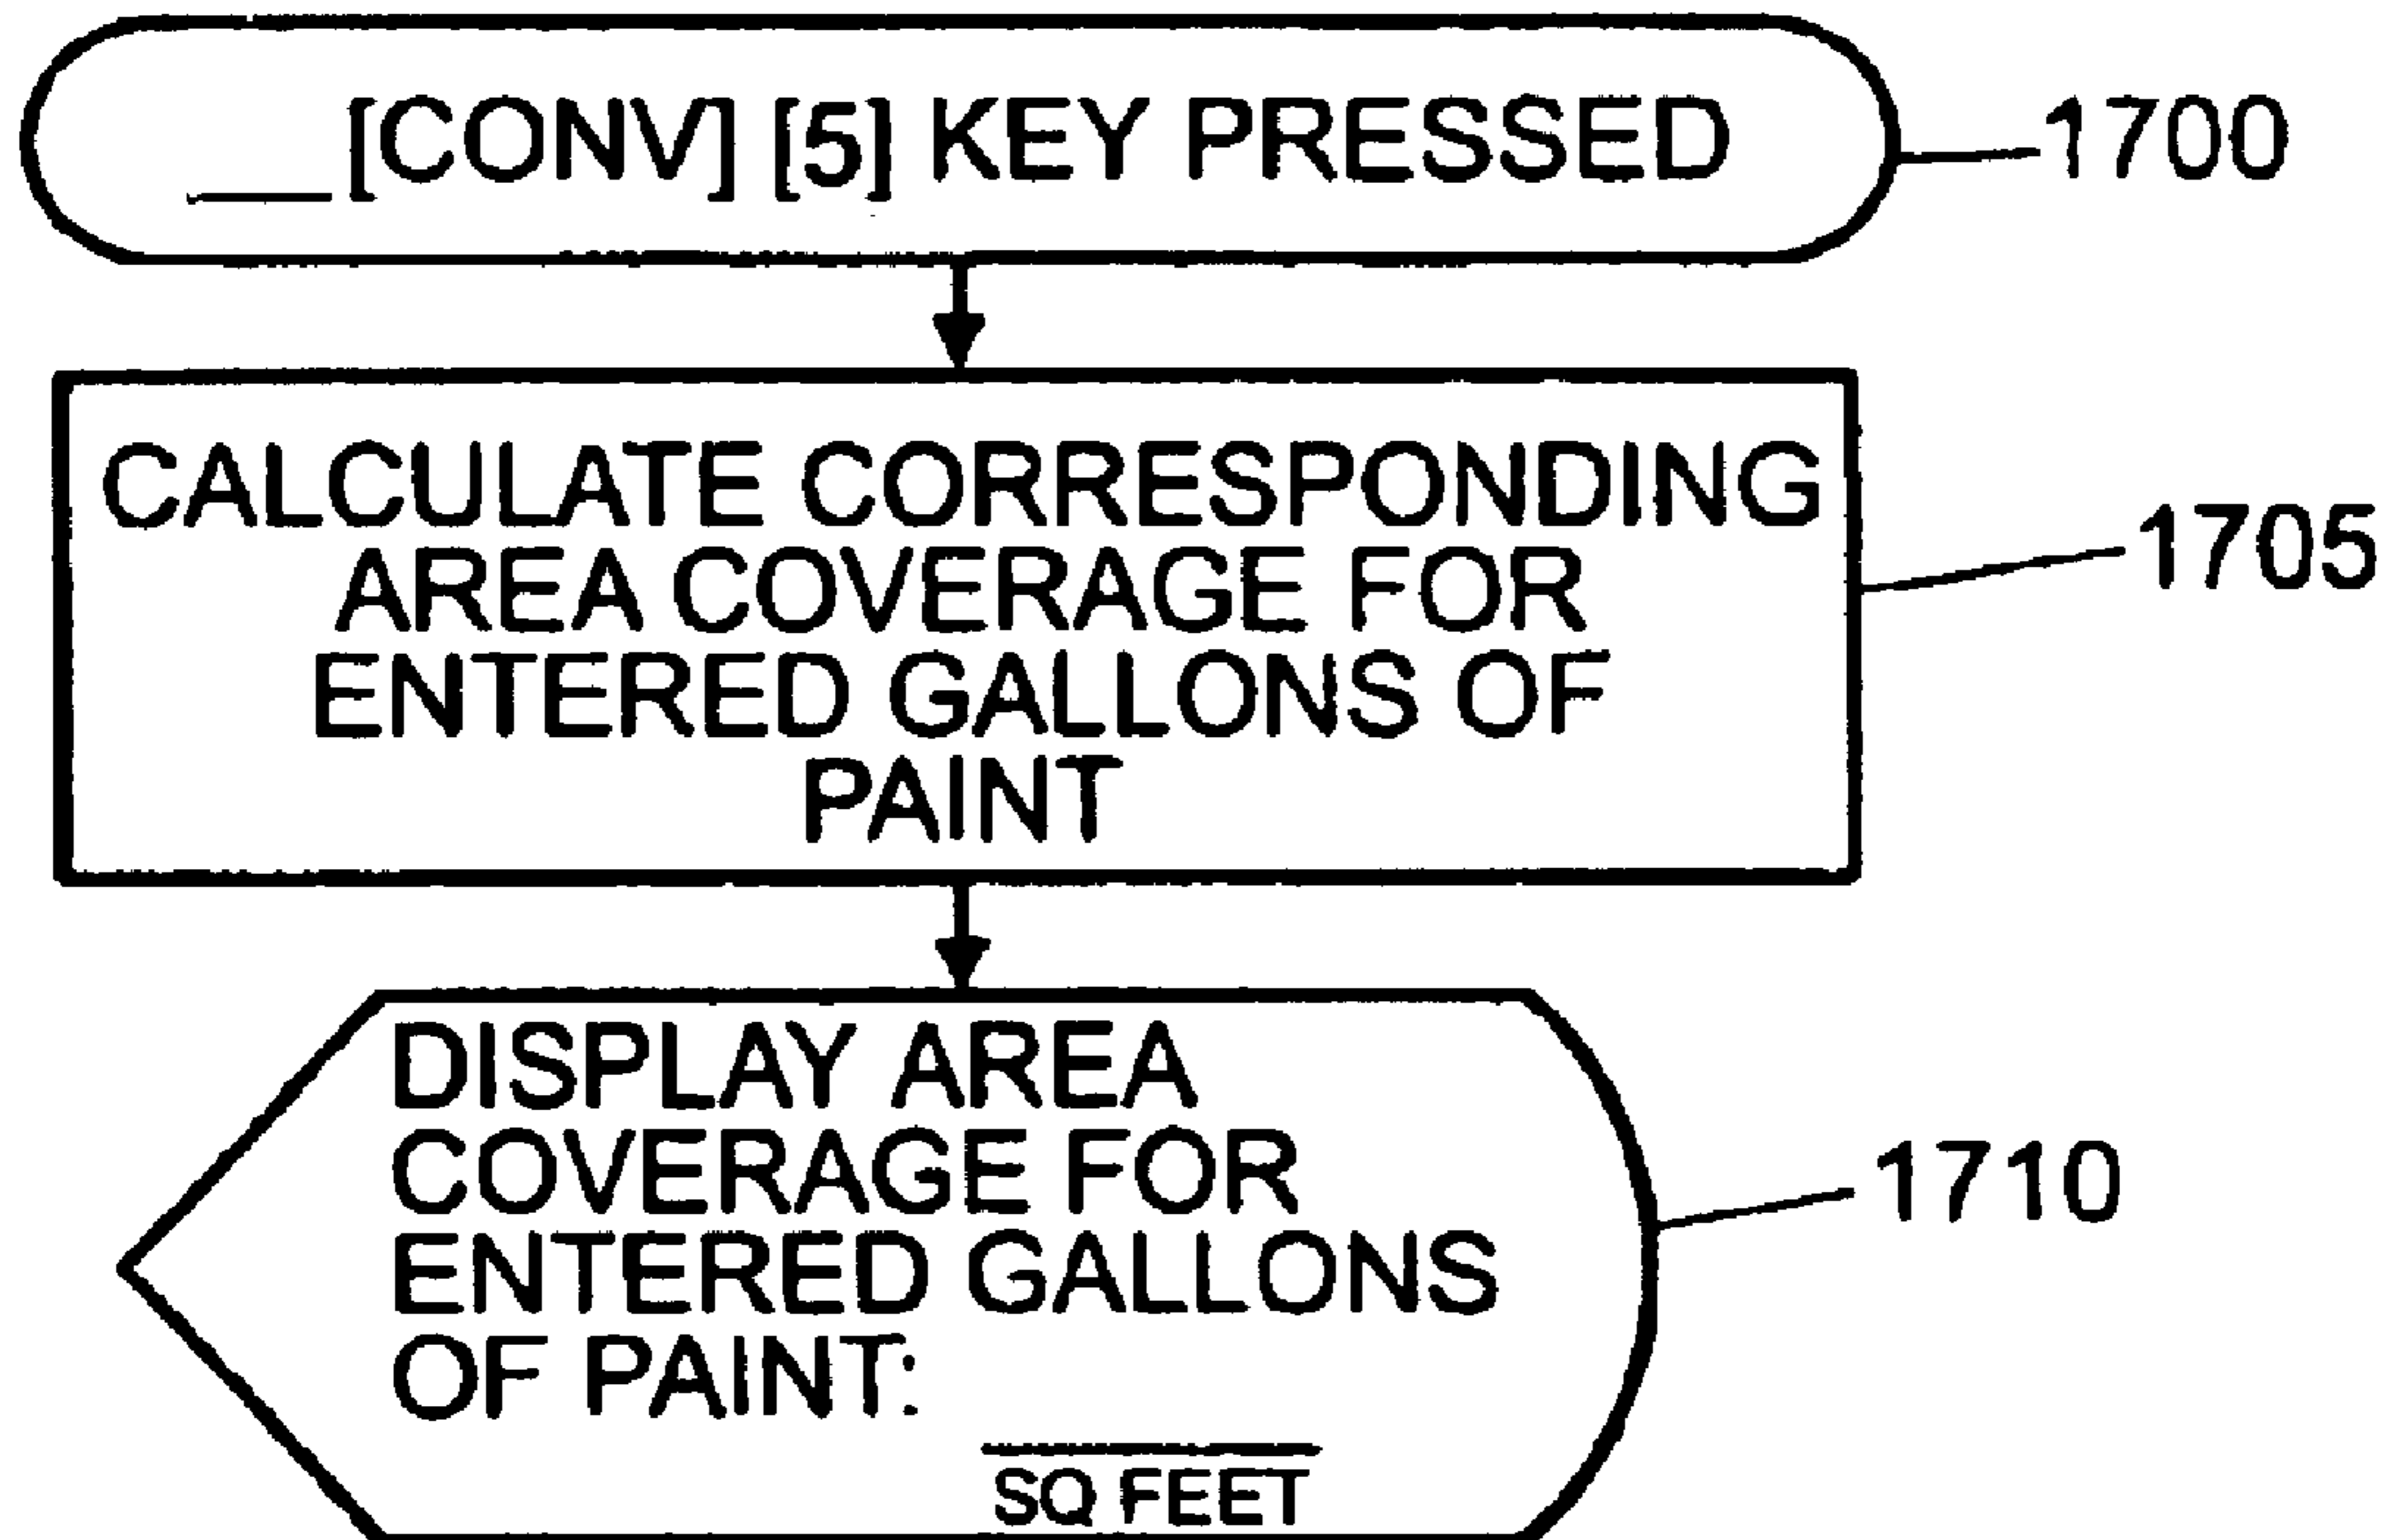 ___[CONV] [5] KEY PRESSED
1700
CALCULATE CORRESPONDING
AREA COVERAGE FOR
ENTERED GALLONS OF
PAINT
1705
DISPLAY AREA
COVERAGE FOR
ENTERED GALLONS
OF PAINT:
SQ FEET
1710